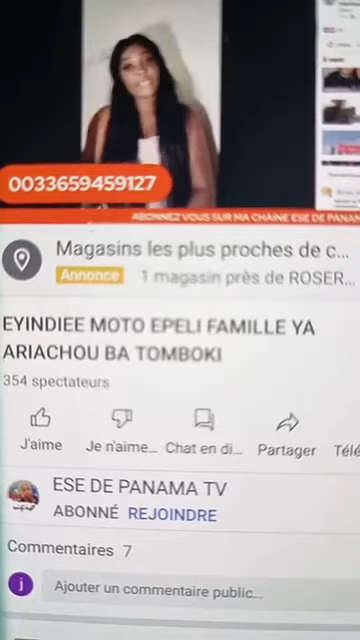 0033659459127
ABONNEZ VOUS SUR MA CHAINE ESE DE PANAM
Magasins les plus proches de c...
Annonce 1 magasin près de ROSER...
EYINDIEE MOTO EPELI FAMILLE YA
ARIACHOU BA TOMBOKI
354 spectateurs
J'aime Je n'aime... Chat en di... Partager Télé
ESE DE PANAMA TV
ABONNÉ REJOINDRE
Commentaires 7
j Ajouter un commentaire public...